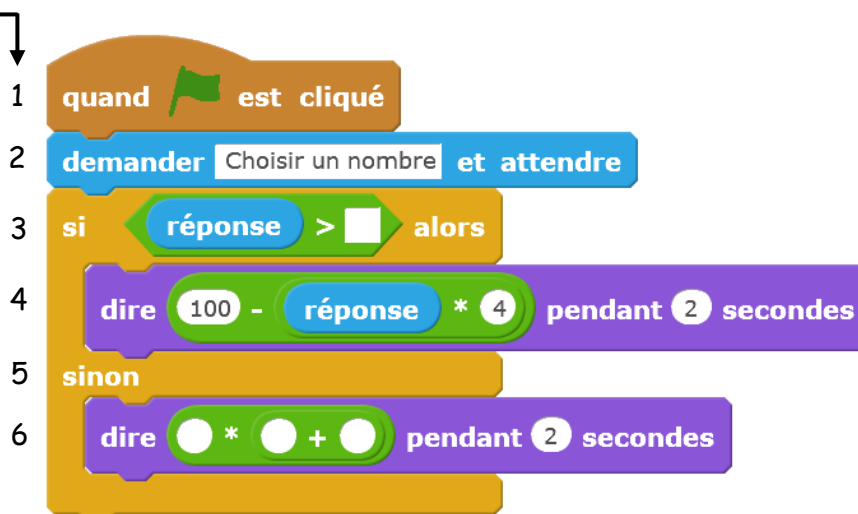 1 quand est cliqué
2 demander Choisir un nombre et attendre
3 si réponse > alors
4 dire 100 - réponse * 4 pendant 2 secondes
5 sinon
6 dire * + pendant 2 secondes